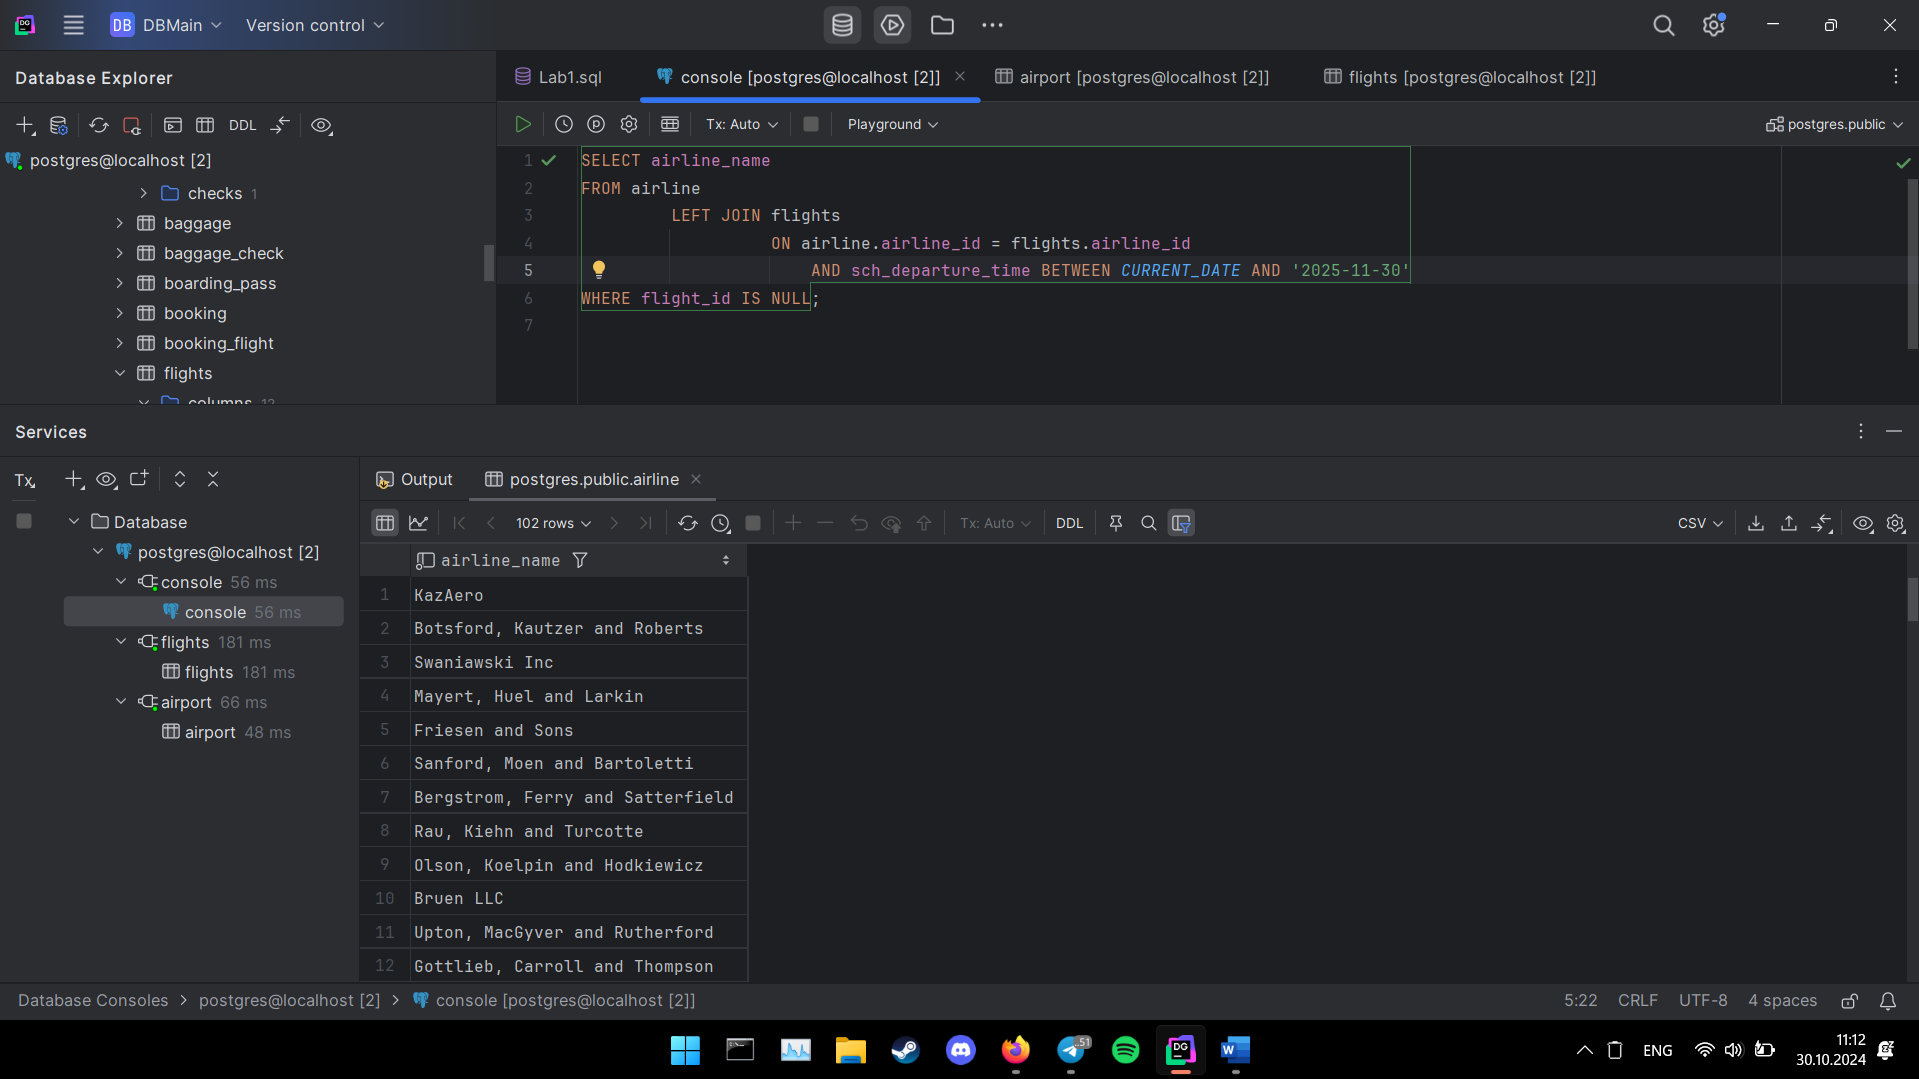 DB DBMain Version control
Database Explorer
Lab1.sql
console [postgres@localhost [2]]
airport [postgres@localhost [2]]
flights [postgres@localhost [2]]
DDL
Tx: Auto
Playground
postgres.public
postgres@localhost [2]
checks 1
baggage
baggage_check
boarding_pass
booking
booking_flight
flights
columns 12
1 SELECT airline_name
2 FROM airline
3 LEFT JOIN flights
4 ON airline.airline_id = flights.airline_id
5 AND sch_departure_time BETWEEN CURRENT_DATE AND '2025-11-30'
6 WHERE flight_id IS NULL;
7
Services
Tx
Database
postgres@localhost [2]
console 56 ms
console 56 ms
flights 181 ms
flights 181 ms
airport 66 ms
airport 48 ms
Output
postgres.public.airline
102 rows
Tx: Auto
DDL
CSV
airline_name
1 KazAero
2 Botsford, Kautzer and Roberts
3 Swaniawski Inc
4 Mayert, Huel and Larkin
5 Friesen and Sons
6 Sanford, Moen and Bartoletti
7 Bergstrom, Ferry and Satterfield
8 Rau, Kiehn and Turcotte
9 Olson, Koelpin and Hodkiewicz
10 Bruen LLC
11 Upton, MacGyver and Rutherford
12 Gottlieb, Carroll and Thompson
Database Consoles > postgres@localhost [2] > console [postgres@localhost [2]]
5:22 CRLF UTF-8 4 spaces
51
DG
W
ENG
11:12
30.10.2024